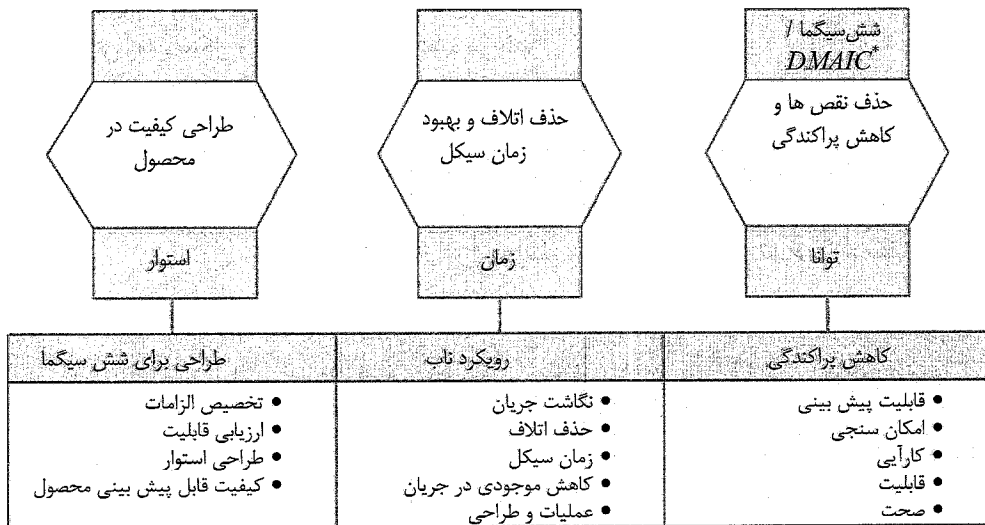 شش‌سیگما /
DMAIC*
حذف نقص ها و
کاهش پراکندگی
توانا
حذف اتلاف و بهبود
زمان سیکل
زمان
طراحی کیفیت در
محصول
استوار
کاهش پراکندگی
• قابلیت پیش بینی
• امکان سنجی
• کارآیی
• قابلیت
• صحت
رویکرد ناب
• نگاشت جریان
• حذف اتلاف
• زمان سیکل
• کاهش موجودی در جریان
• عملیات و طراحی
طراحی برای شش سیگما
• تخصیص الزامات
• ارزیابی قابلیت
• طراحی استوار
• کیفیت قابل پیش بینی محصول